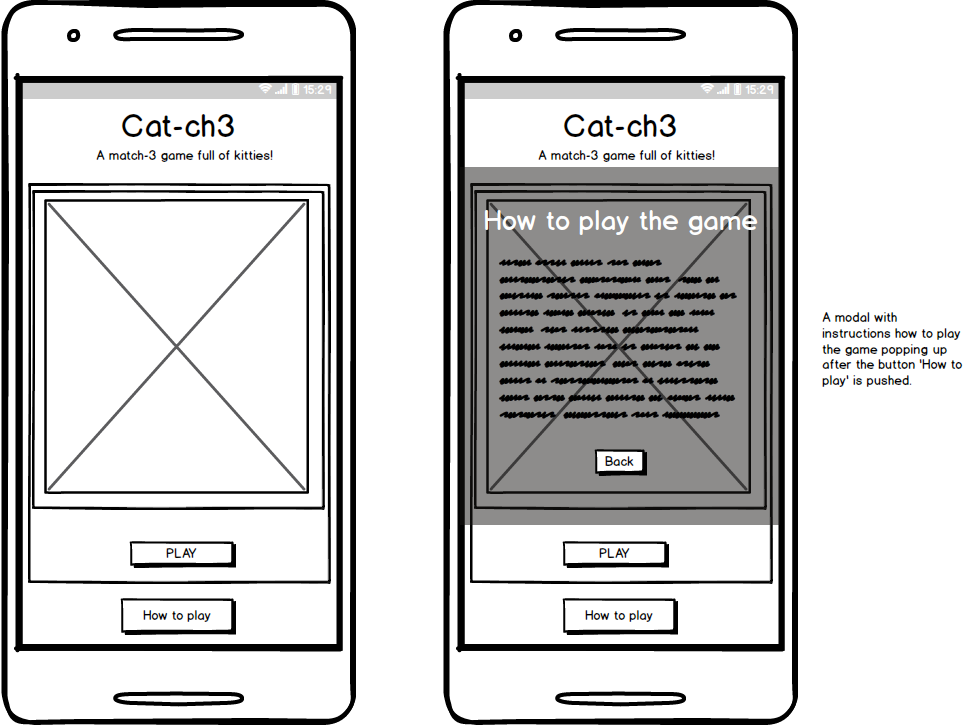 15:29
Cat-ch3
A match-3 game full of kitties!
PLAY
How to play
15:29
Cat-ch3
A match-3 game full of kitties!
How to play the game
Back
PLAY
How to play
A modal with
instructions how to play
the game popping up
after the button 'How to
play' is pushed.